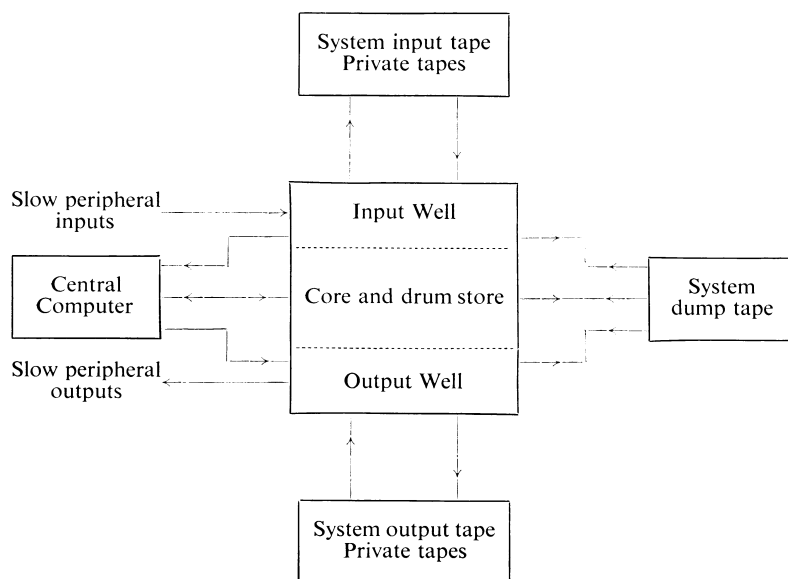 System input tape
Private tapes
Slow peripheral
inputs
Input Well
Central
Computer
Core and drum store
System
dump tape
Slow peripheral
outputs
Output Well
System output tape
Private tapes